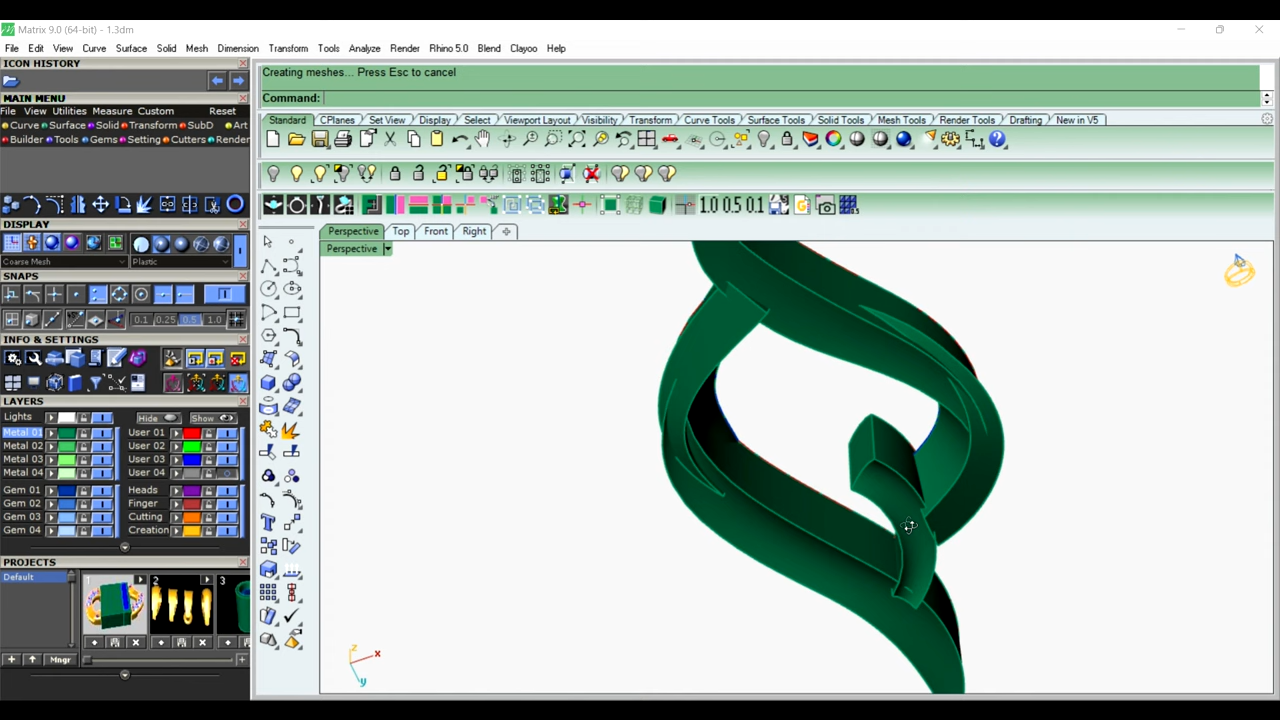 Matrix 9.0 (64-bit) - 1.3dm
File Edit View Curve Surface Solid Mesh Dimension Transform Tools Analyze Render Rhino 5.0 Blend Clayoo Help
ICON HISTORY
MAIN MENU
File View Utilities Measure Custom Reset
Curve Surface Solid Transform SubD Art
Builder Tools Gems Setting Cutters Render
DISPLAY
Coarse Mesh Plastic
SNAPS
0.1 0.25 0.5 1.0
INFO & SETTINGS
LAYERS
Lights Hide Show
Metal 01 User 01
Metal 02 User 02
Metal 03 User 03
Metal 04 User 04
Gem 01 Heads
Gem 02 Finger
Gem 03 Cutting
Gem 04 Creation
PROJECTS
Default 1 2 3
Mngr
Creating meshes... Press Esc to cancel
Command:
Standard CPlanes Set View Display Select Viewport Layout Visibility Transform Curve Tools Surface Tools Solid Tools Mesh Tools Render Tools Drafting New in V5
1.0 0.5 0.1
Perspective Top Front Right
Perspective
z
x
y